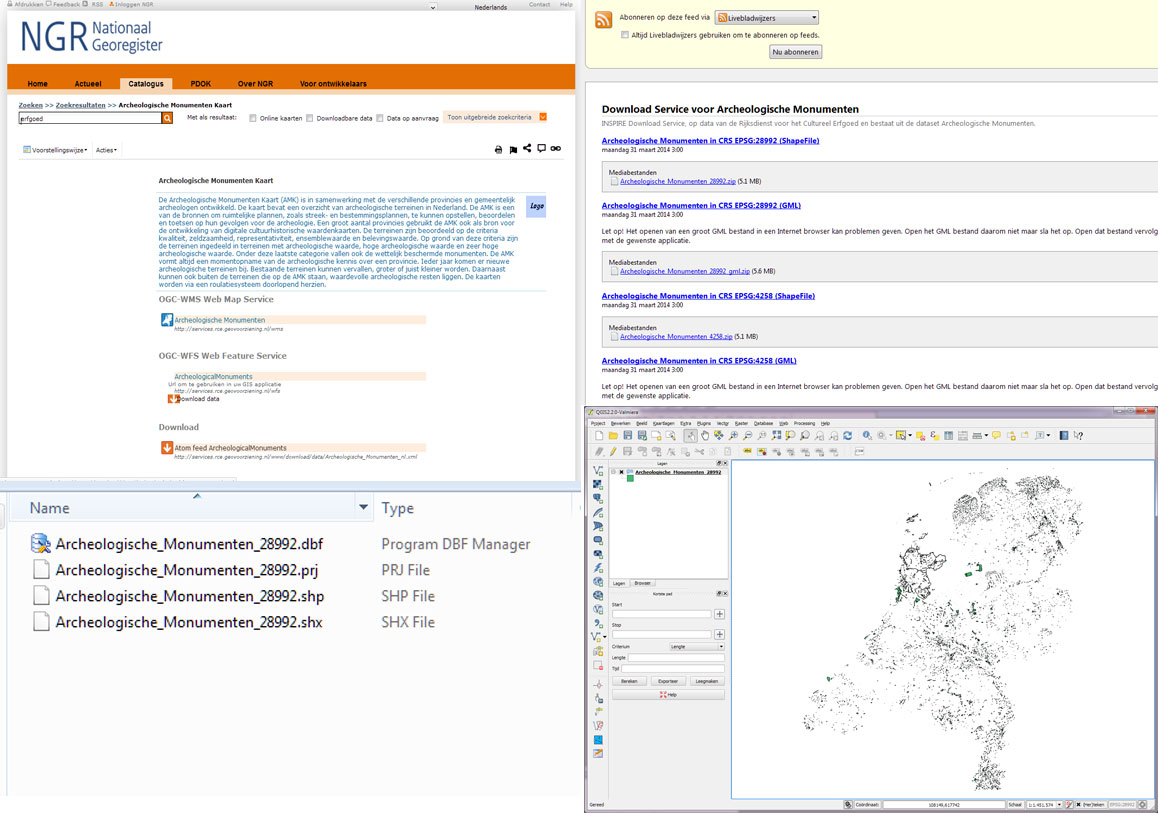 Afdrukken Feedback RSS Inloggen NGR
Nederlands
Contact Help
NGR Nationaal Georegister
Home Actueel Catalogus PDOK Over NGR Voor ontwikkelaars
Zoeken >> Zoekresultaten >> Archeologische Monumenten Kaart
erfgoed
Met als resultaat: Online kaarten Downloadbare data Data op aanvraag Toon uitgebreide zoekcriteria
Voorstellingswijze Acties
Archeologische Monumenten Kaart
De Archeologische Monumenten Kaart (AMK) is in samenwerking met de verschillende provincies en gemeentelijk
archeologen ontwikkeld. De kaart bevat een overzicht van archeologische terreinen in Nederland. De AMK is een
van de bronnen om ruimtelijke plannen, zoals streek- en bestemmingsplannen, te kunnen opstellen, beoordelen
en toetsen op hun gevolgen voor de archeologie. Een groot aantal provincies gebruikt de AMK ook als bron voor
de ontwikkeling van digitale cultuurhistorische waardenkaarten. De terreinen zijn beoordeeld op de criteria
kwaliteit, zeldzaamheid, representativiteit, ensemblewaarde en belevingswaarde. Op grond van deze criteria zijn
de terreinen ingedeeld in terreinen met archeologische waarde, hoge archeologische waarde en zeer hoge
archeologische waarde. Onder deze laatste categorie vallen ook de wettelijk beschermde monumenten. De AMK
vormt altijd een momentopname van de archeologische kennis over een provincie. Ieder jaar komen er nieuwe
archeologische terreinen bij. Bestaande terreinen kunnen vervallen, groter of juist kleiner worden. Daarnaast
kunnen ook buiten de terreinen die op de AMK staan, waardevolle archeologische resten liggen. De kaarten
worden via een roulatiesysteem doorlopend herzien.
OGC-WMS Web Map Service
Archeologische Monumenten
http://services.rce.geovoorziening.nl/wms
OGC-WFS Web Feature Service
ArcheologicalMonuments
Url om te gebruiken in uw GIS applicatie
http://services.rce.geovoorziening.nl/wfs
Download data
Download
Atom feed ArcheologicalMonuments
http://services.rce.geovoorziening.nl/www/download/data/Archeologische_Monumenten_nl.xml
Abonneren op deze feed via Livebladwijzers
Altijd Livebladwijzers gebruiken om te abonneren op feeds.
Nu abonneren
Download Service voor Archeologische Monumenten
INSPIRE Download Service, op data van de Rijksdienst voor het Cultureel Erfgoed en bestaat uit de dataset Archeologische Monumenten.
Archeologische Monumenten in CRS EPSG:28992 (ShapeFile)
maandag 31 maart 2014 3:00
Mediabestanden
Archeologische_Monumenten_28992.zip (5.1 MB)
Archeologische Monumenten in CRS EPSG:28992 (GML)
maandag 31 maart 2014 3:00
Let op! Het openen van een groot GML bestand in een Internet browser kan problemen geven. Open het GML bestand daarom niet maar sla het op. Open dat bestand vervolg
met de gewenste applicatie.
Mediabestanden
Archeologische_Monumenten_28992_gml.zip (5.6 MB)
Archeologische Monumenten in CRS EPSG:4258 (ShapeFile)
maandag 31 maart 2014 3:00
Mediabestanden
Archeologische_Monumenten_4258.zip (5.1 MB)
Archeologische Monumenten in CRS EPSG:4258 (GML)
maandag 31 maart 2014 3:00
Let op! Het openen van een groot GML bestand in een Internet browser kan problemen geven. Open het GML bestand daarom niet maar sla het op. Open dat bestand vervolg
met de gewenste applicatie.
Name Type
Archeologische_Monumenten_28992.dbf Program DBF Manager
Archeologische_Monumenten_28992.prj PRJ File
Archeologische_Monumenten_28992.shp SHP File
Archeologische_Monumenten_28992.shx SHX File
QGIS 2.2.0-Valmiera
Project Bewerken Beeld Kaartlagen Extra Plugins Vector Raster Database Web Processing Help
Lagen
Archeologische_Monumenten_28992
Lagen Browser
Kortste pad
Start
Stop
Criterium Lengte
Lengte
Tijd
Bereken Exporteer Leegmaken
Help
Gereed
Coördinaat: 108149,617742 Schaal 1:1.451.574 (Her)teken EPSG:28992